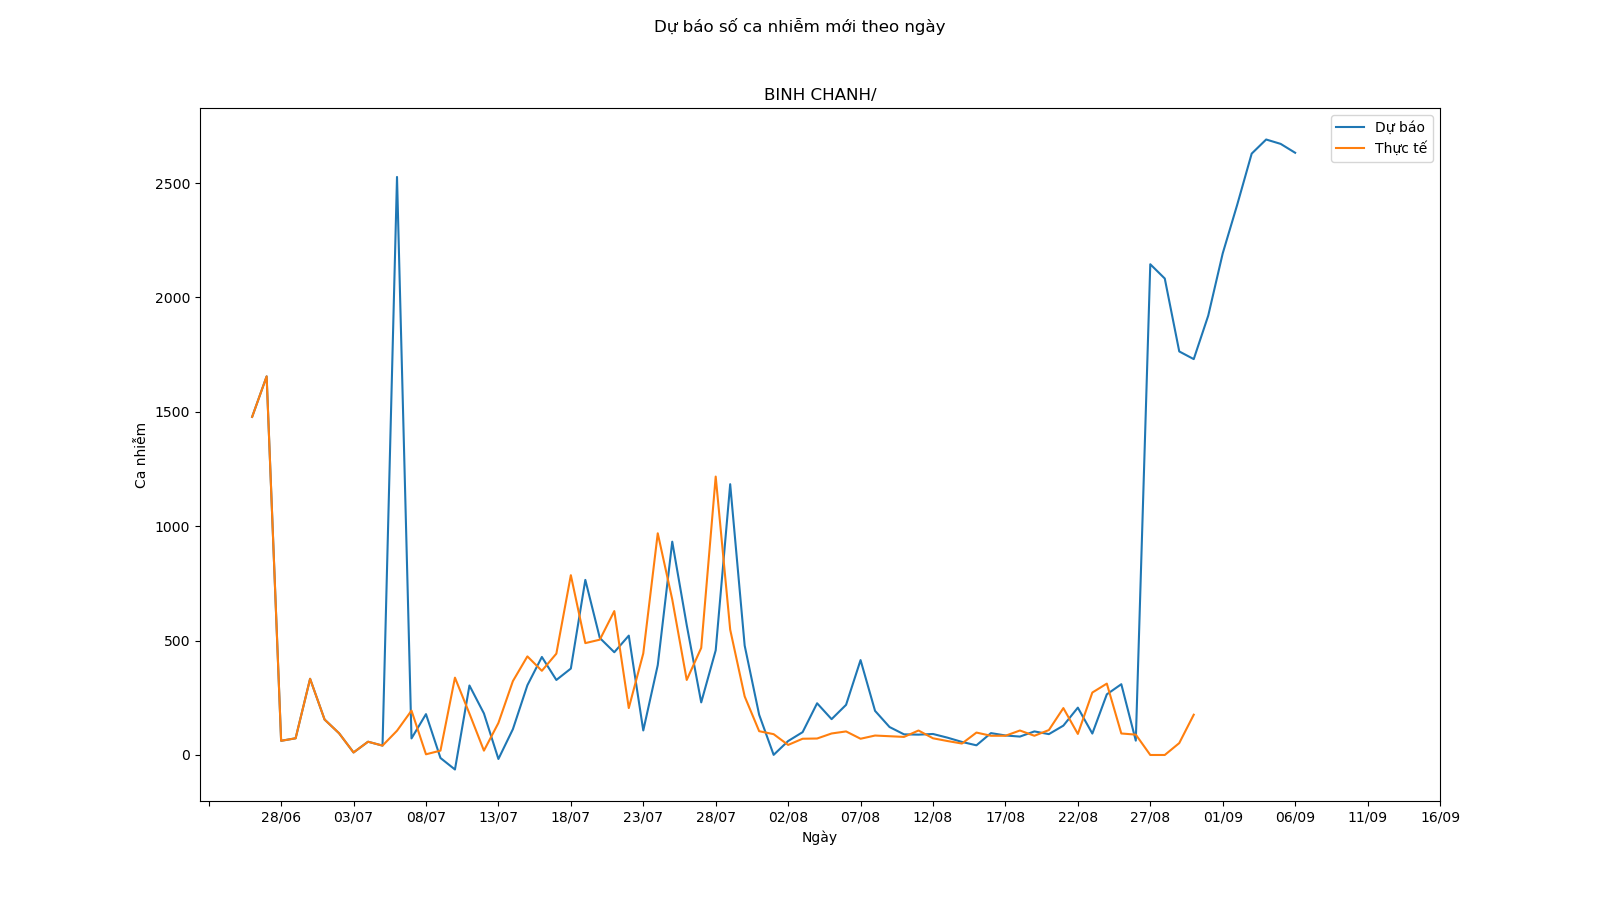 Dự báo số ca nhiễm mới theo ngày
BINH CHANH/
Dự báo
Thực tế
2500
2000
1500
1000
500
0
Ca nhiễm
28/06 03/07 08/07 13/07 18/07 23/07 28/07 02/08 07/08 12/08 17/08 22/08 27/08 01/09 06/09 11/09 16/09
Ngày